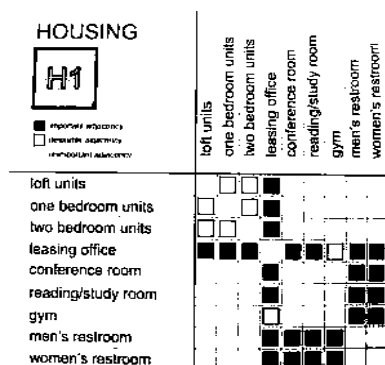 HOUSING
H1
important adjacency
desirable adjacency
unimportant adjacency
loft units
one bedroom units
two bedroom units
leasing office
conference room
reading/study room
gym
men's restroom
women's restroom
loft units
one bedroom units
two bedroom units
leasing office
conference room
reading/study room
gym
men's restroom
women's restroom